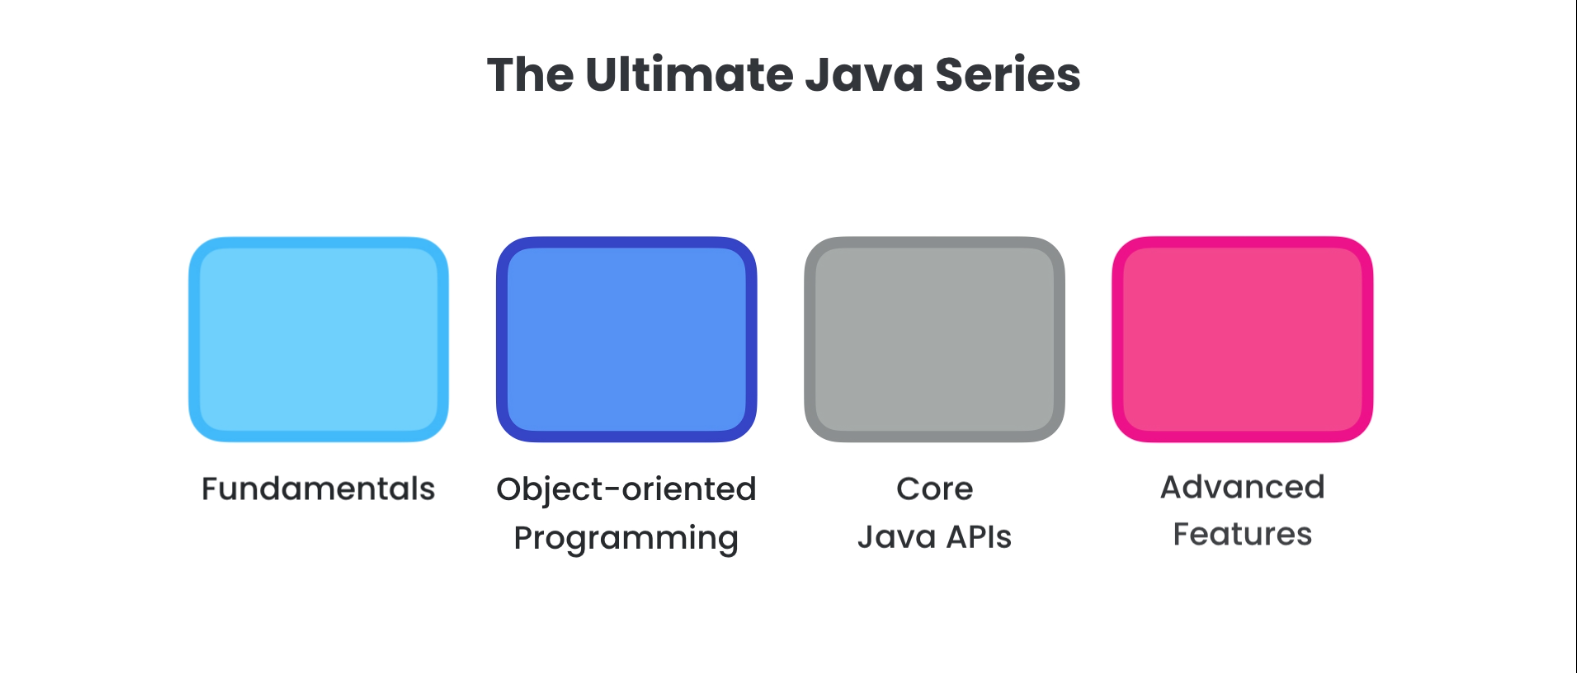 The Ultimate Java Series
Fundamentals
Object-oriented
Programming
Core
Java APIs
Advanced
Features